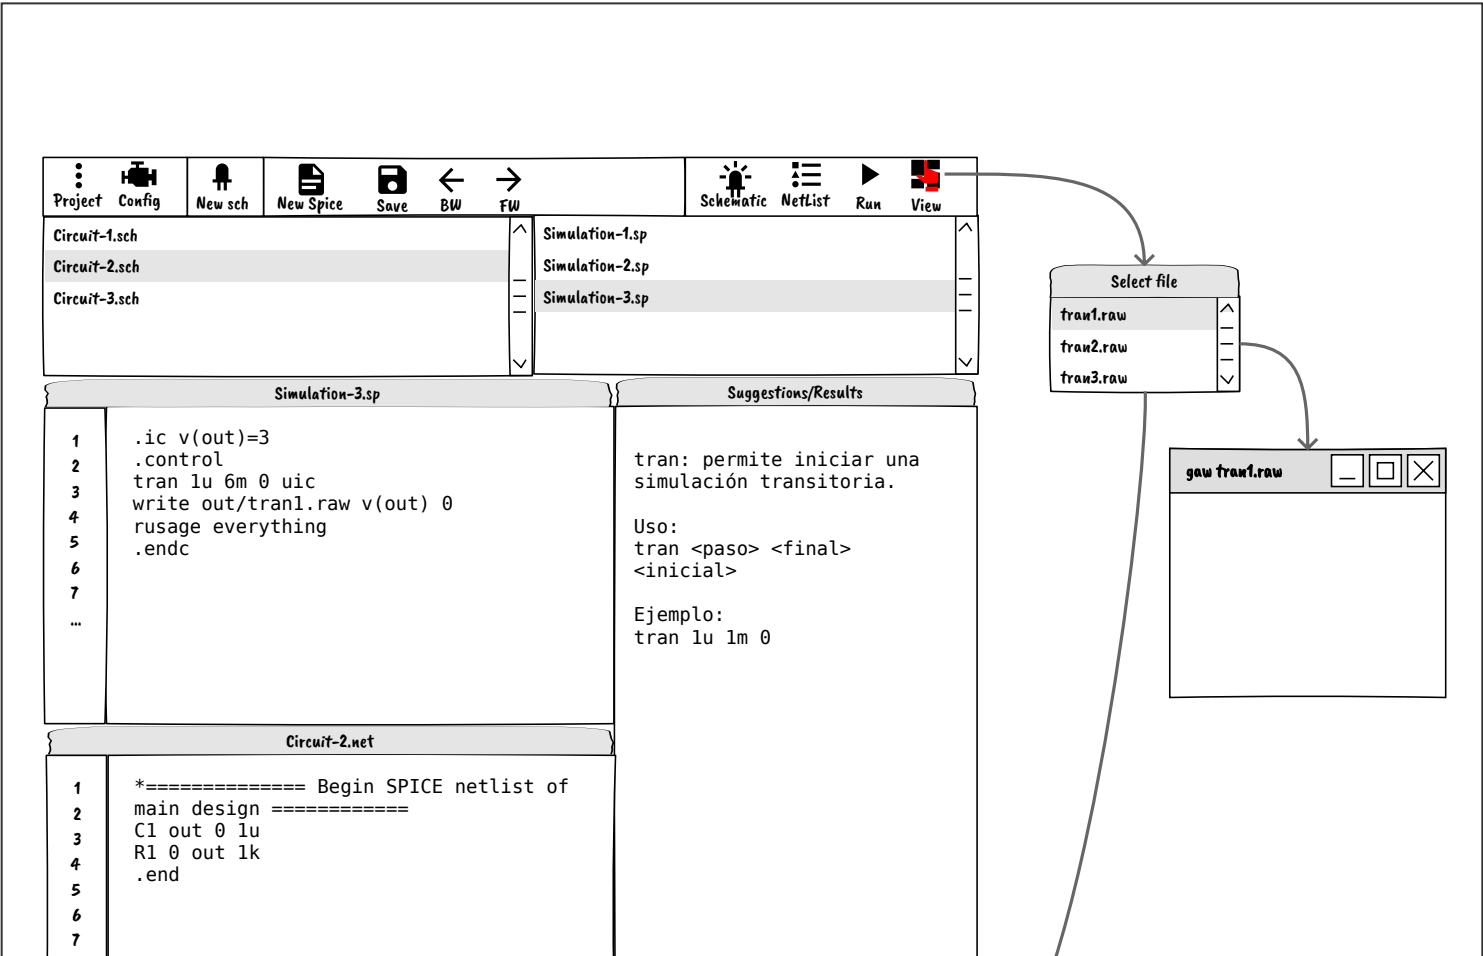 Project Config New sch New Spice Save BW FW Schematic NetList Run View
Circuit-1.sch
Circuit-2.sch
Circuit-3.sch
Simulation-1.sp
Simulation-2.sp
Simulation-3.sp
Select file
tran1.raw
tran2.raw
tran3.raw
gaw tran1.raw
Simulation-3.sp
1
2
3
4
5
6
7
...
.ic v(out)=3
.control
tran 1u 6m 0 uic
write out/tran1.raw v(out) 0
rusage everything
.endc
Suggestions/Results
tran: permite iniciar una
simulación transitoria.
Uso:
tran <paso> <final>
<inicial>
Ejemplo:
tran 1u 1m 0
Circuit-2.net
1
2
3
4
5
6
7
*============== Begin SPICE netlist of
main design ============
C1 out 0 1u
R1 0 out 1k
.end